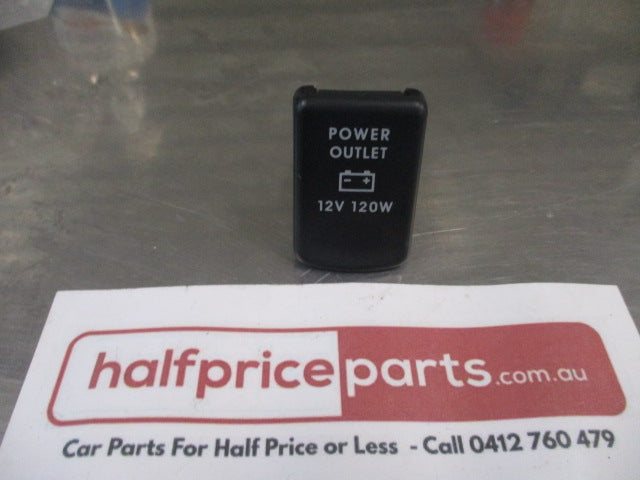 POWER
OUTLET
12V 120W
halfpriceparts.com.au
Car Parts For Half Price or Less - Call 0412 760 479